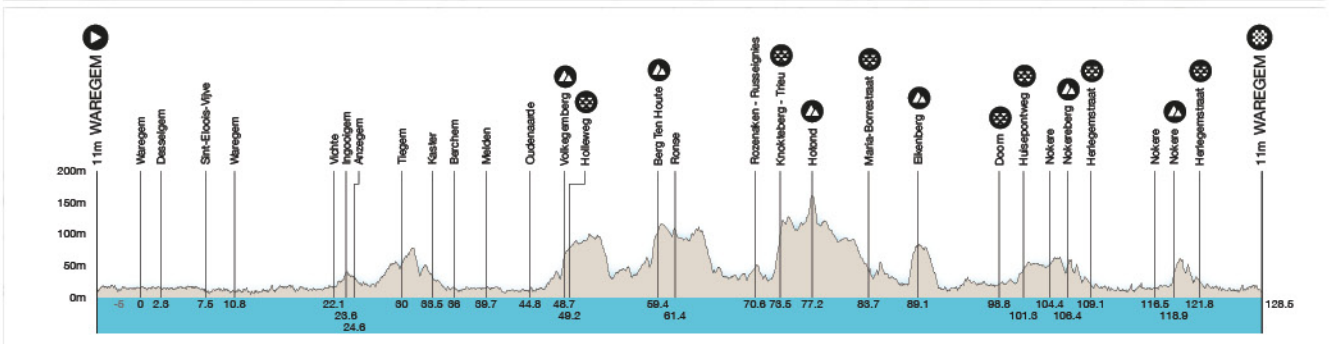 11m WAREGEM
Waregem
Desselgem
Sint-Eloois-Vijve
Waregem
Vichte
Ingooigem
Anzegem
Tiegem
Kaster
Berchem
Melden
Oudenaarde
Volkegemberg
Holleweg
Berg Ten Houte
Ronse
Rozenaken - Russeignies
Knokteberg - Trieu
Hotond
Maria-Borrestraat
Eikenberg
Doorn
Huisepontweg
Nokere
Nokereberg
Herlegemstraat
Nokere
Nokere
Herlegemstraat
11m WAREGEM
200m
150m
100m
50m
0m
-5 0 2.8 7.5 10.8 22.1 30 33.5 36 39.7 44.8 48.7 59.4 70.6 73.5 77.2 83.7 89.1 98.8 104.4 109.1 116.5 121.8 128.5
23.6 49.2 61.4 101.3 106.4 118.9
24.6